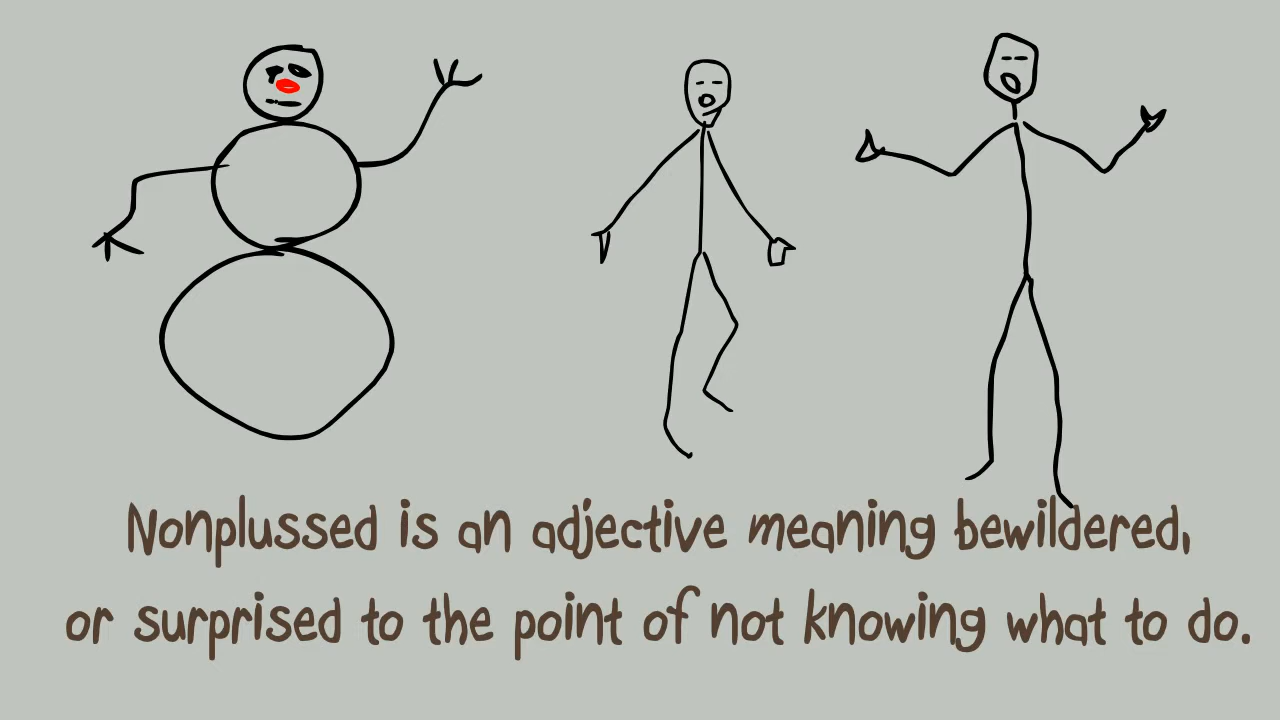 Nonplussed is an adjective meaning bewildered,
or surprised to the point of not knowing what to do.